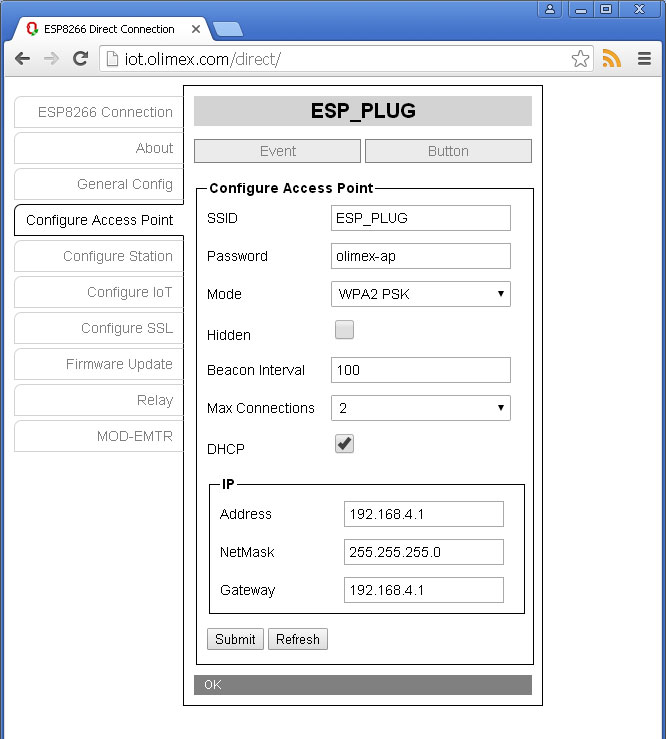 ESP8266 Direct Connection
iot.olimex.com/direct/
ESP8266 Connection
About
General Config
Configure Access Point
Configure Station
Configure IoT
Configure SSL
Firmware Update
Relay
MOD-EMTR
ESP_PLUG
Event Button
Configure Access Point
SSID ESP_PLUG
Password olimex-ap
Mode WPA2 PSK
Hidden
Beacon Interval 100
Max Connections 2
DHCP
IP
Address 192.168.4.1
NetMask 255.255.255.0
Gateway 192.168.4.1
Submit Refresh
OK